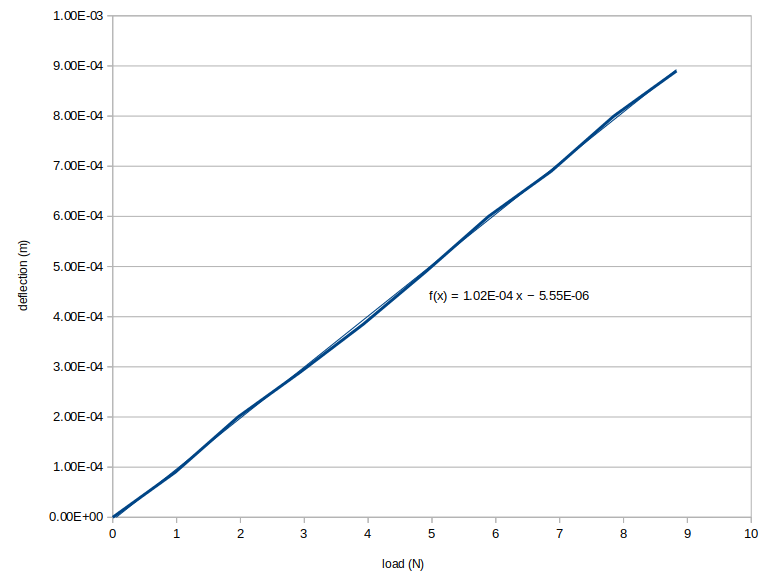 1.00E-03
9.00E-04
8.00E-04
7.00E-04
6.00E-04
5.00E-04
4.00E-04
3.00E-04
2.00E-04
1.00E-04
0.00E+00
deflection (m)
f(x) = 1.02E-04 x − 5.55E-06
0 1 2 3 4 5 6 7 8 9 10
load (N)